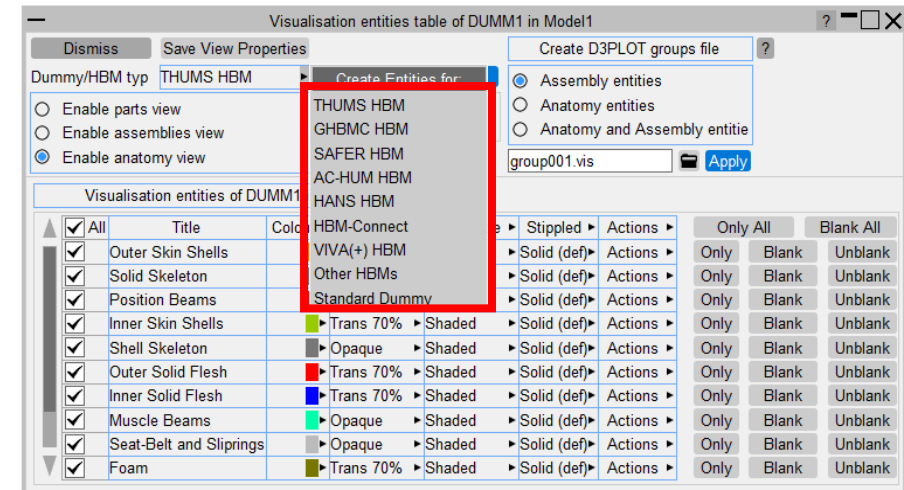 Visualisation entities table of DUMM1 in Model1 ?
Dismiss Save View Properties Create D3PLOT groups file ?
Dummy/HBM typ THUMS HBM Create Entities for:
Assembly entities
Anatomy entities
Anatomy and Assembly entitie
Enable parts view
Enable assemblies view
Enable anatomy view
group001.vis Apply
THUMS HBM
GHBMC HBM
SAFER HBM
AC-HUM HBM
HANS HBM
HBM-Connect
VIVA(+) HBM
Other HBMs
Standard Dummy
Visualisation entities of DUMM1
All Title Colo e Stippled Actions Only All Blank All
Outer Skin Shells Solid (def) Actions Only Blank Unblank
Solid Skeleton Solid (def) Actions Only Blank Unblank
Position Beams Solid (def) Actions Only Blank Unblank
Inner Skin Shells Trans 70% Shaded Solid (def) Actions Only Blank Unblank
Shell Skeleton Opaque Shaded Solid (def) Actions Only Blank Unblank
Outer Solid Flesh Trans 70% Shaded Solid (def) Actions Only Blank Unblank
Inner Solid Flesh Trans 70% Shaded Solid (def) Actions Only Blank Unblank
Muscle Beams Opaque Shaded Solid (def) Actions Only Blank Unblank
Seat-Belt and Sliprings Opaque Shaded Solid (def) Actions Only Blank Unblank
Foam Trans 70% Shaded Solid (def) Actions Only Blank Unblank